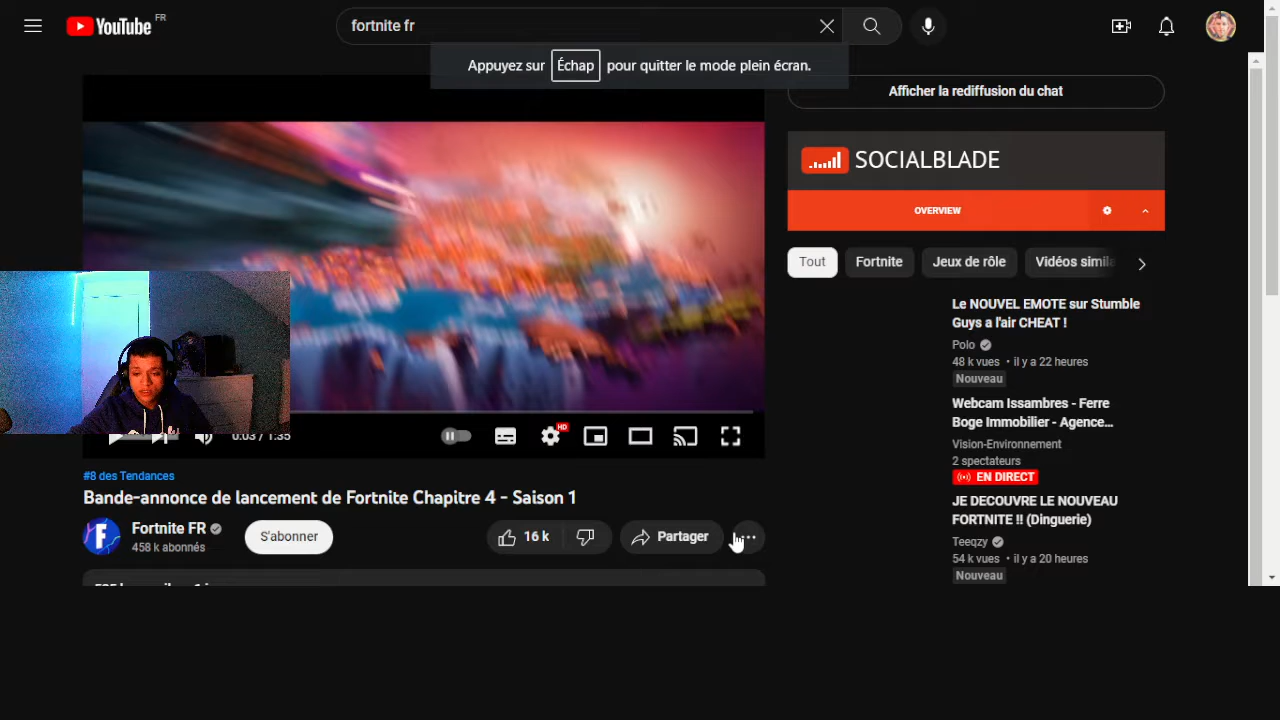 YouTube FR
fortnite fr
Appuyez sur Échap pour quitter le mode plein écran.
Afficher la rediffusion du chat
SOCIALBLADE
OVERVIEW
Tout
Fortnite
Jeux de rôle
Vidéos simila
Le NOUVEL EMOTE sur Stumble
Guys a l'air CHEAT !
Polo
48 k vues • il y a 22 heures
Nouveau
Webcam Issambres - Ferre
Boge Immobilier - Agence...
Vision-Environnement
2 spectateurs
EN DIRECT
JE DECOUVRE LE NOUVEAU
FORTNITE !! (Dinguerie)
Teeqzy
54 k vues • il y a 20 heures
Nouveau
0:03 / 1:35
HD
#8 des Tendances
Bande-annonce de lancement de Fortnite Chapitre 4 - Saison 1
Fortnite FR
458 k abonnés
S'abonner
16 k
Partager